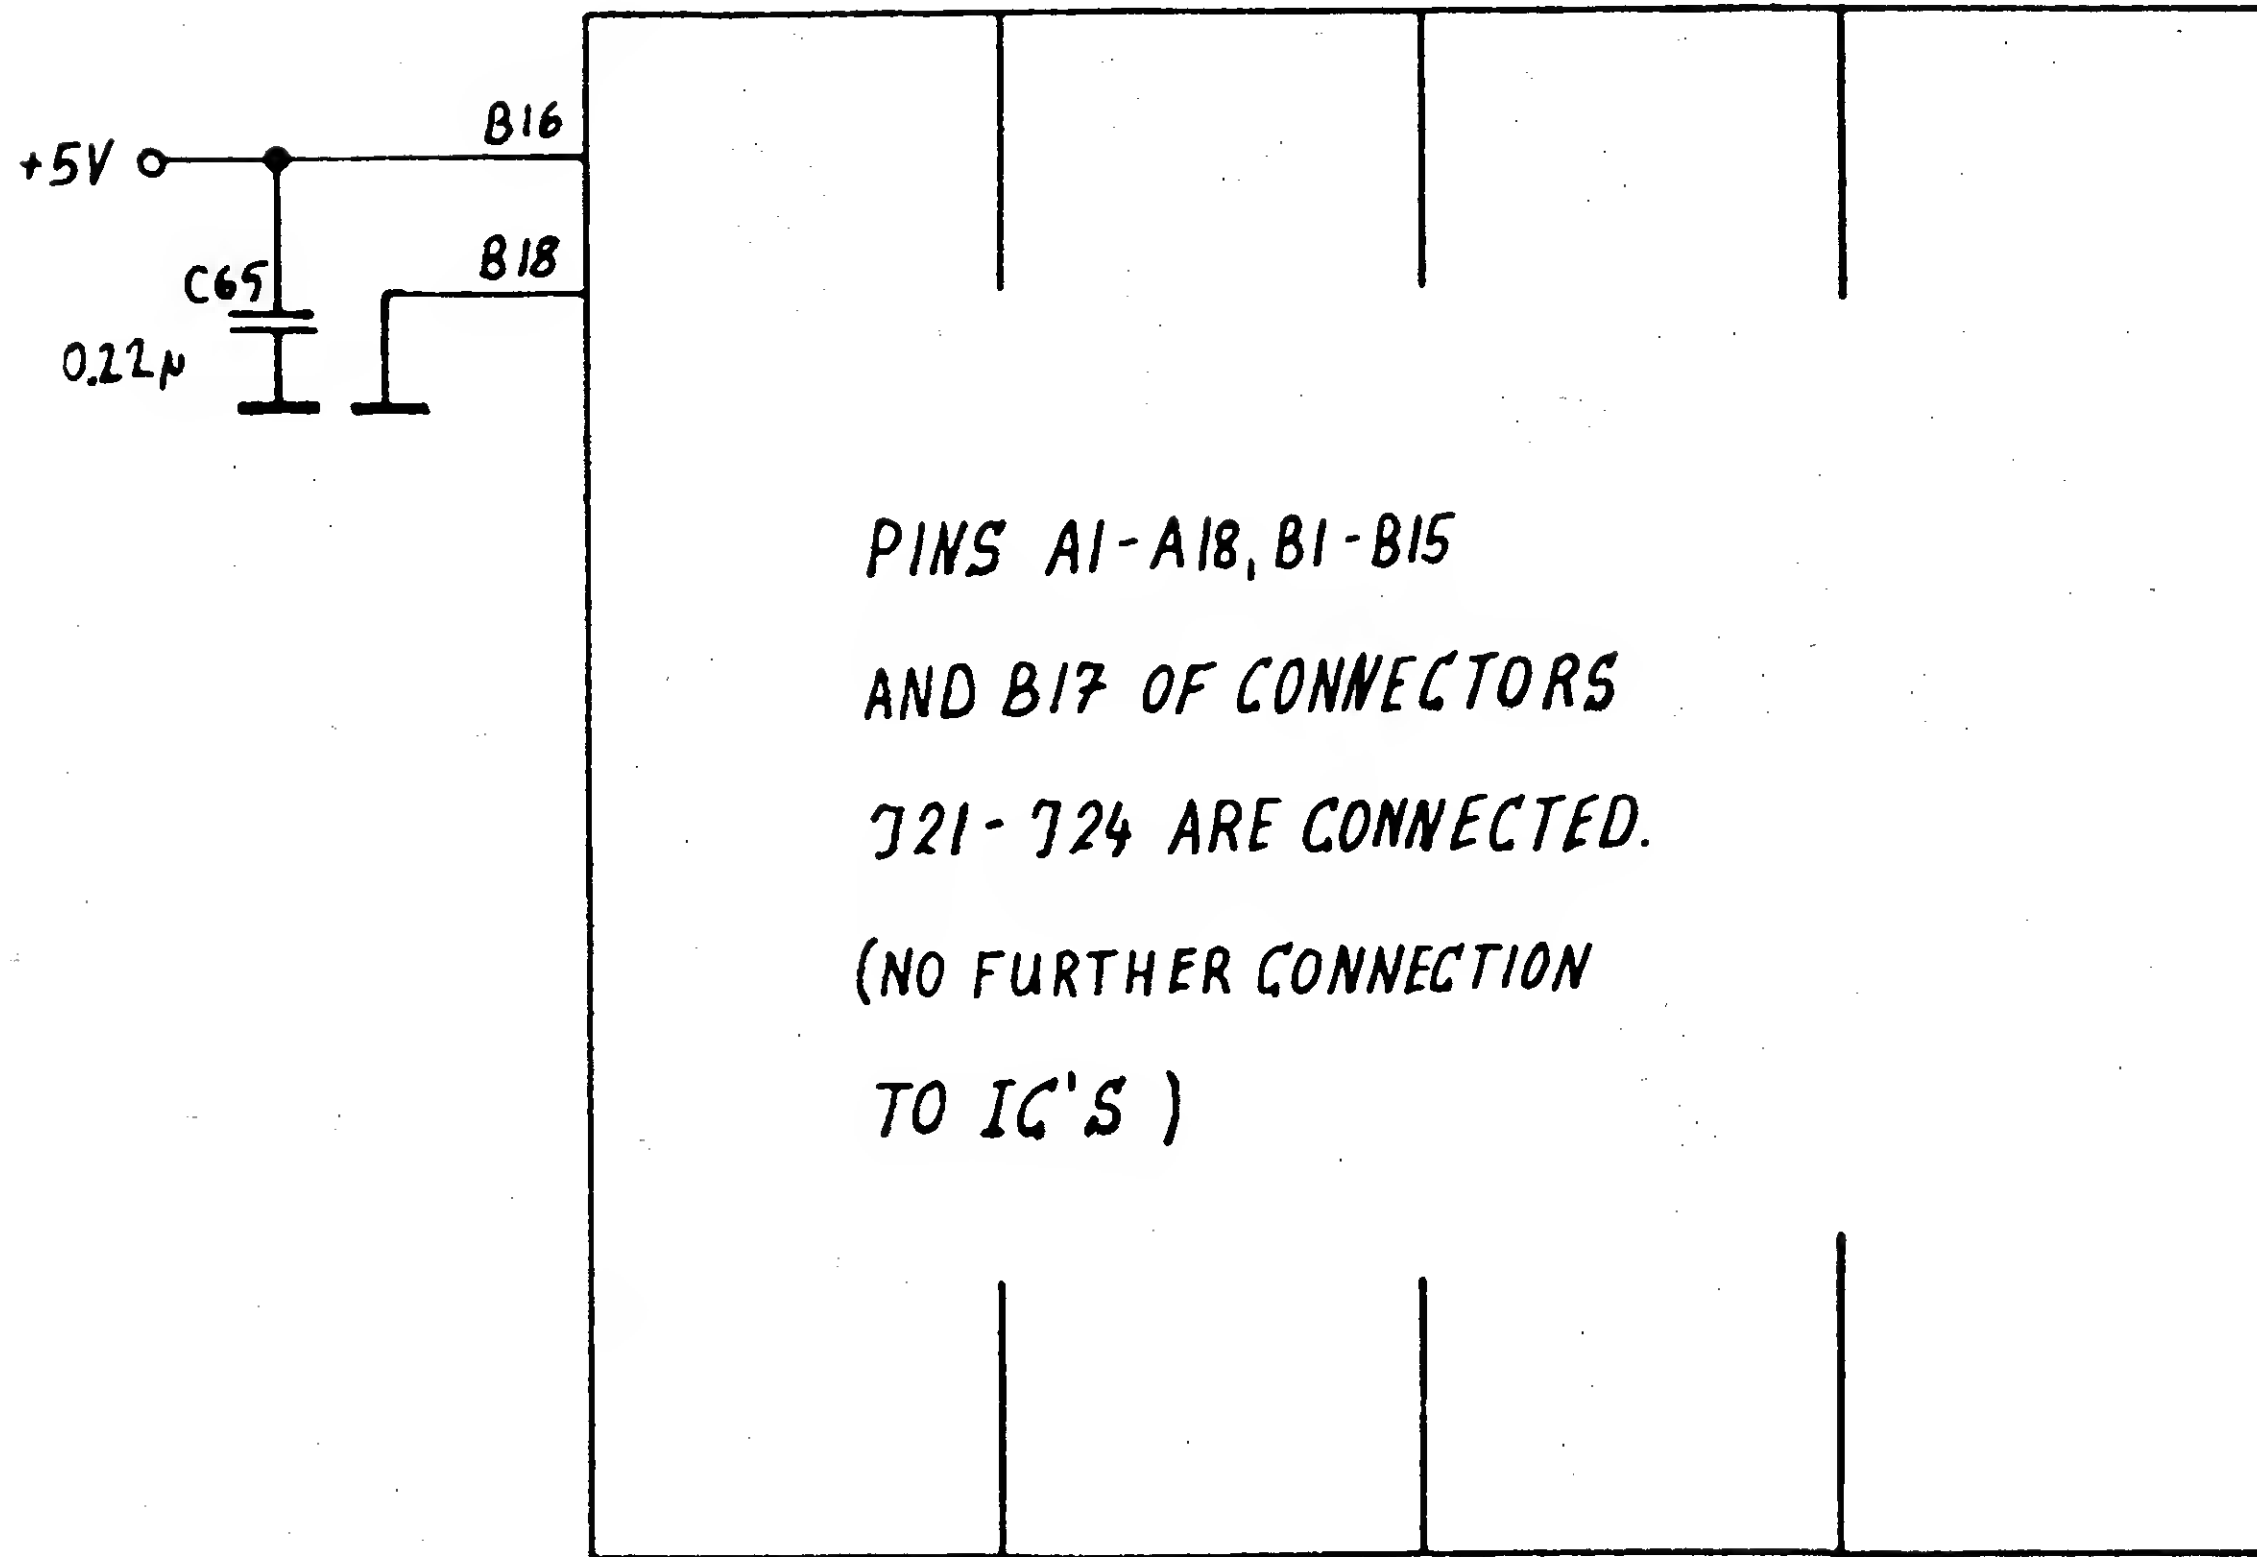 B16
+5V
B18
C65
0.22μ
PINS A1-A18, B1-B15
AND B17 OF CONNECTORS
J21- J24 ARE CONNECTED.
(NO FURTHER CONNECTION
TO IC'S )